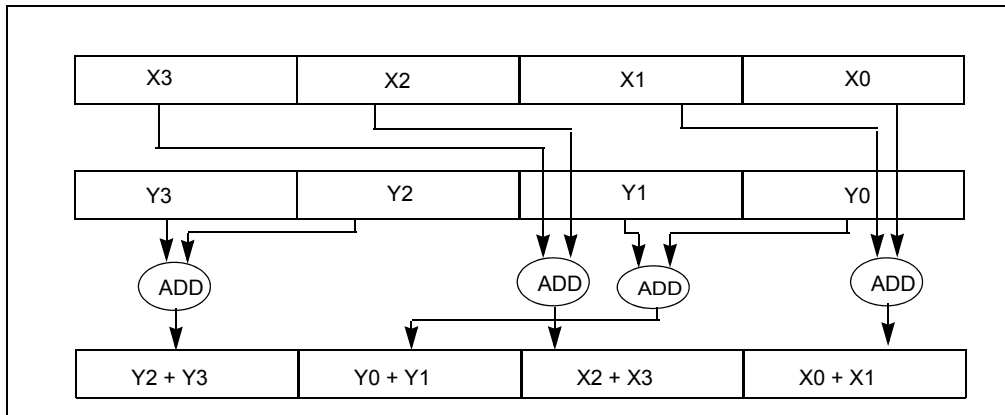 X3 X2 X1 X0
Y3 Y2 Y1 Y0
ADD ADD ADD ADD
Y2 + Y3 Y0 + Y1 X2 + X3 X0 + X1